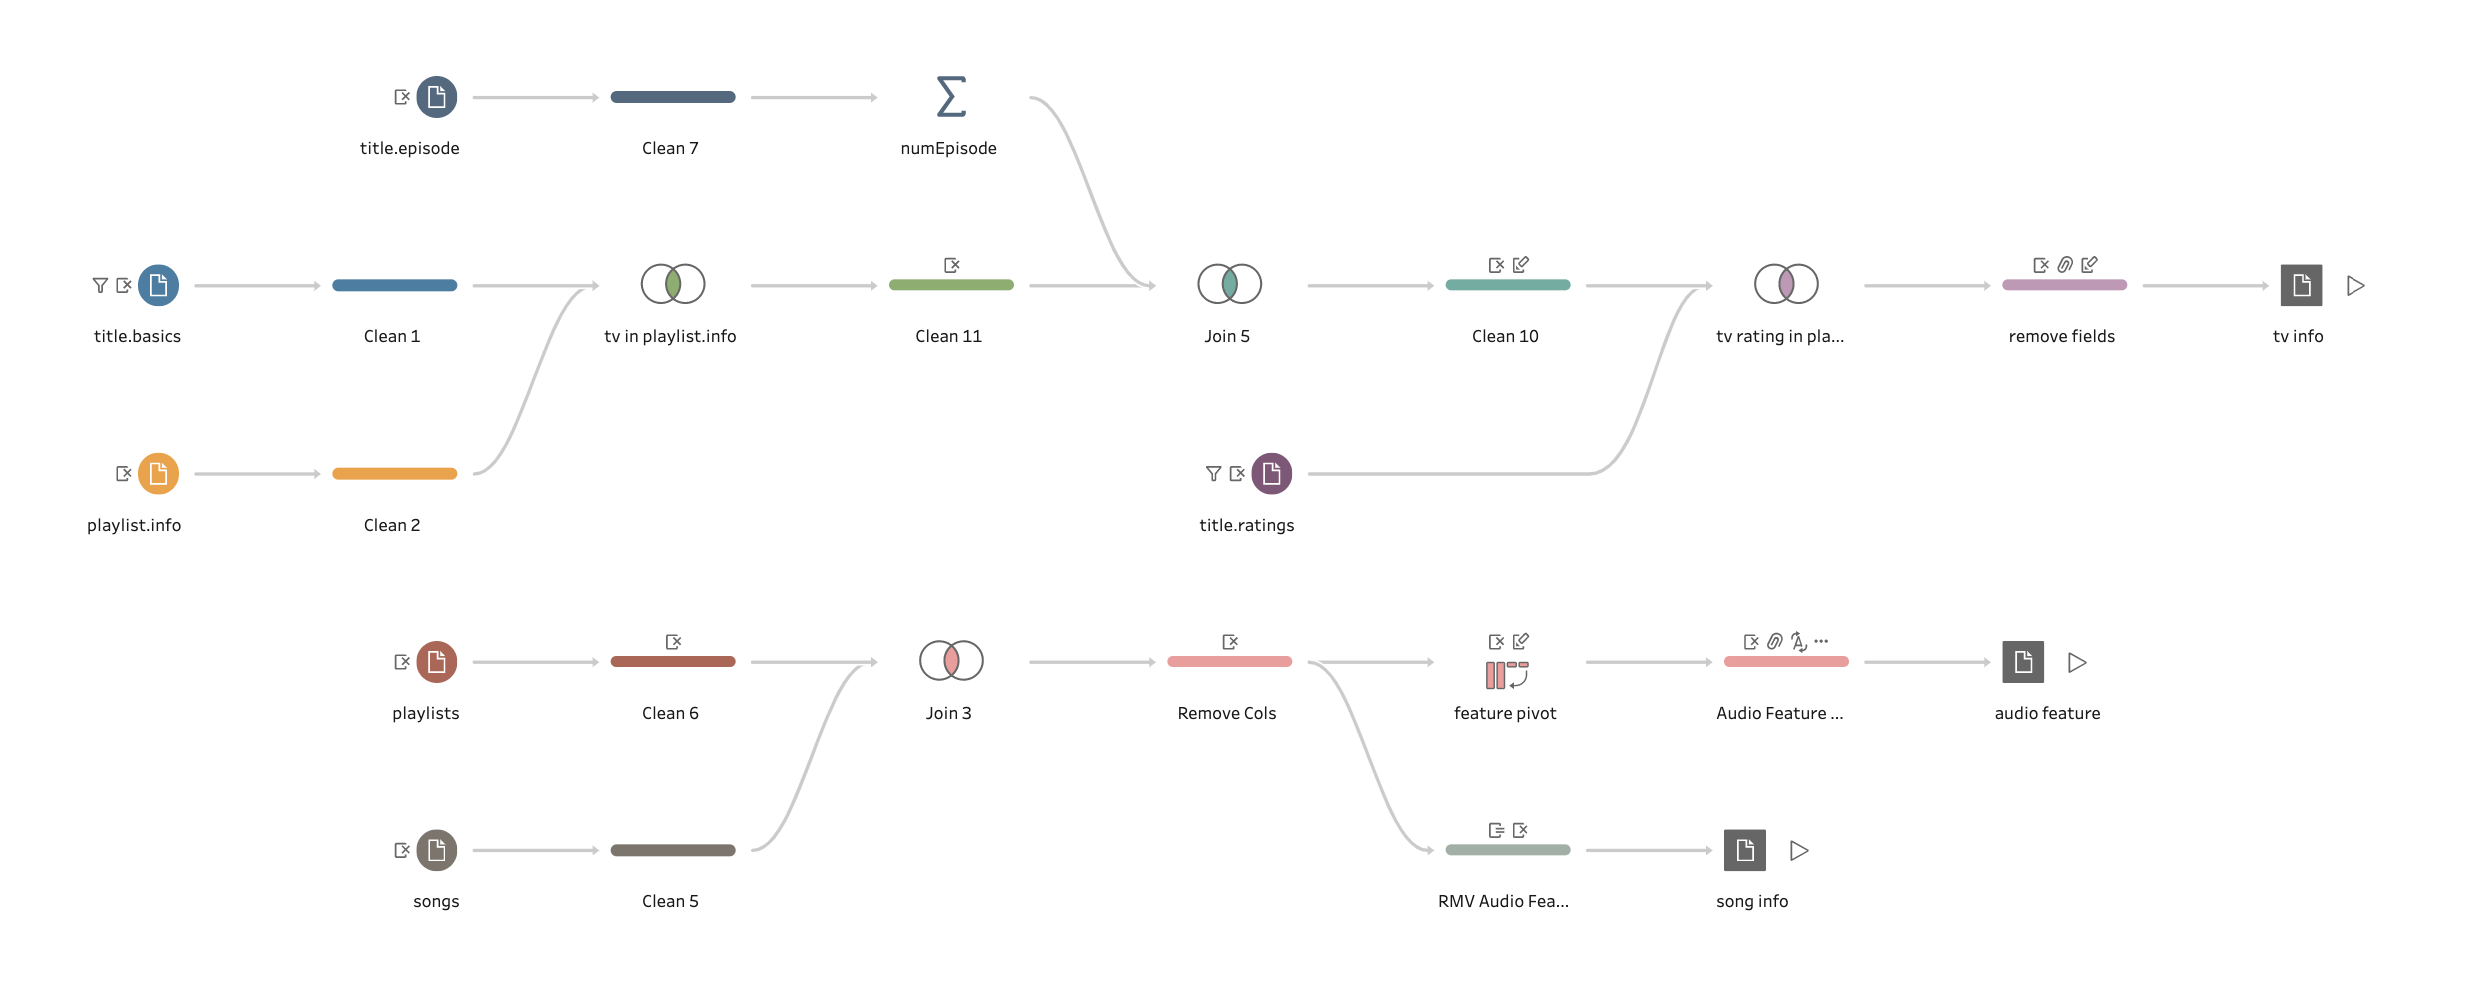 title.episode
Clean 7
numEpisode
title.basics
Clean 1
tv in playlist.info
Clean 11
Join 5
Clean 10
tv rating in pla...
remove fields
tv info
playlist.info
Clean 2
title.ratings
playlists
Clean 6
Join 3
Remove Cols
feature pivot
Audio Feature ...
audio feature
songs
Clean 5
RMV Audio Fea...
song info